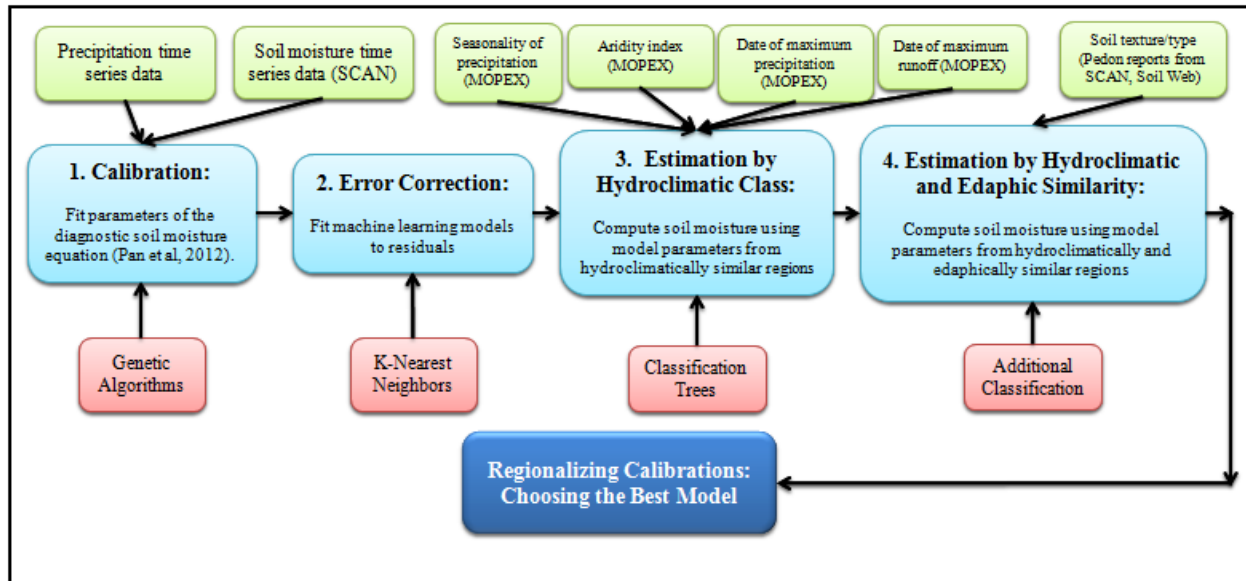 Precipitation time
series data
Soil moisture time
series data (SCAN)
Seasonality of
precipitation (MOPEX)
Aridity index
(MOPEX)
Date of maximum
precipitation
(MOPEX)
Date of maximum
runoff (MOPEX)
Soil texture/type
(Pedon reports from
SCAN, Soil Web)
1. Calibration:
Fit parameters of the
diagnostic soil moisture
equation (Pan et al, 2012).
2. Error Correction:
Fit machine learning models
to residuals
3. Estimation by
Hydroclimatic Class:
Compute soil moisture using
model parameters from
hydroclimatically similar regions
4. Estimation by Hydroclimatic
and Edaphic Similarity:
Compute soil moisture using model
parameters from hydroclimatically and
edaphically similar regions
Genetic
Algorithms
K-Nearest
Neighbors
Classification
Trees
Additional
Classification
Regionalizing Calibrations:
Choosing the Best Model